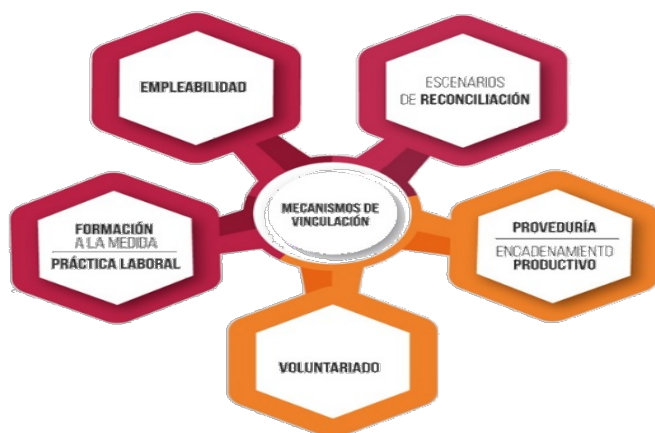 EMPLEABILIDAD
ESCENARIOS
DE RECONCILIACIÓN
MECANISMOS DE
VINCULACIÓN
FORMACIÓN
A LA MEDIDA
PRÁCTICA LABORAL
PROVEDURÍA
ENCADENAMIENTO
PRODUCTIVO
VOLUNTARIADO